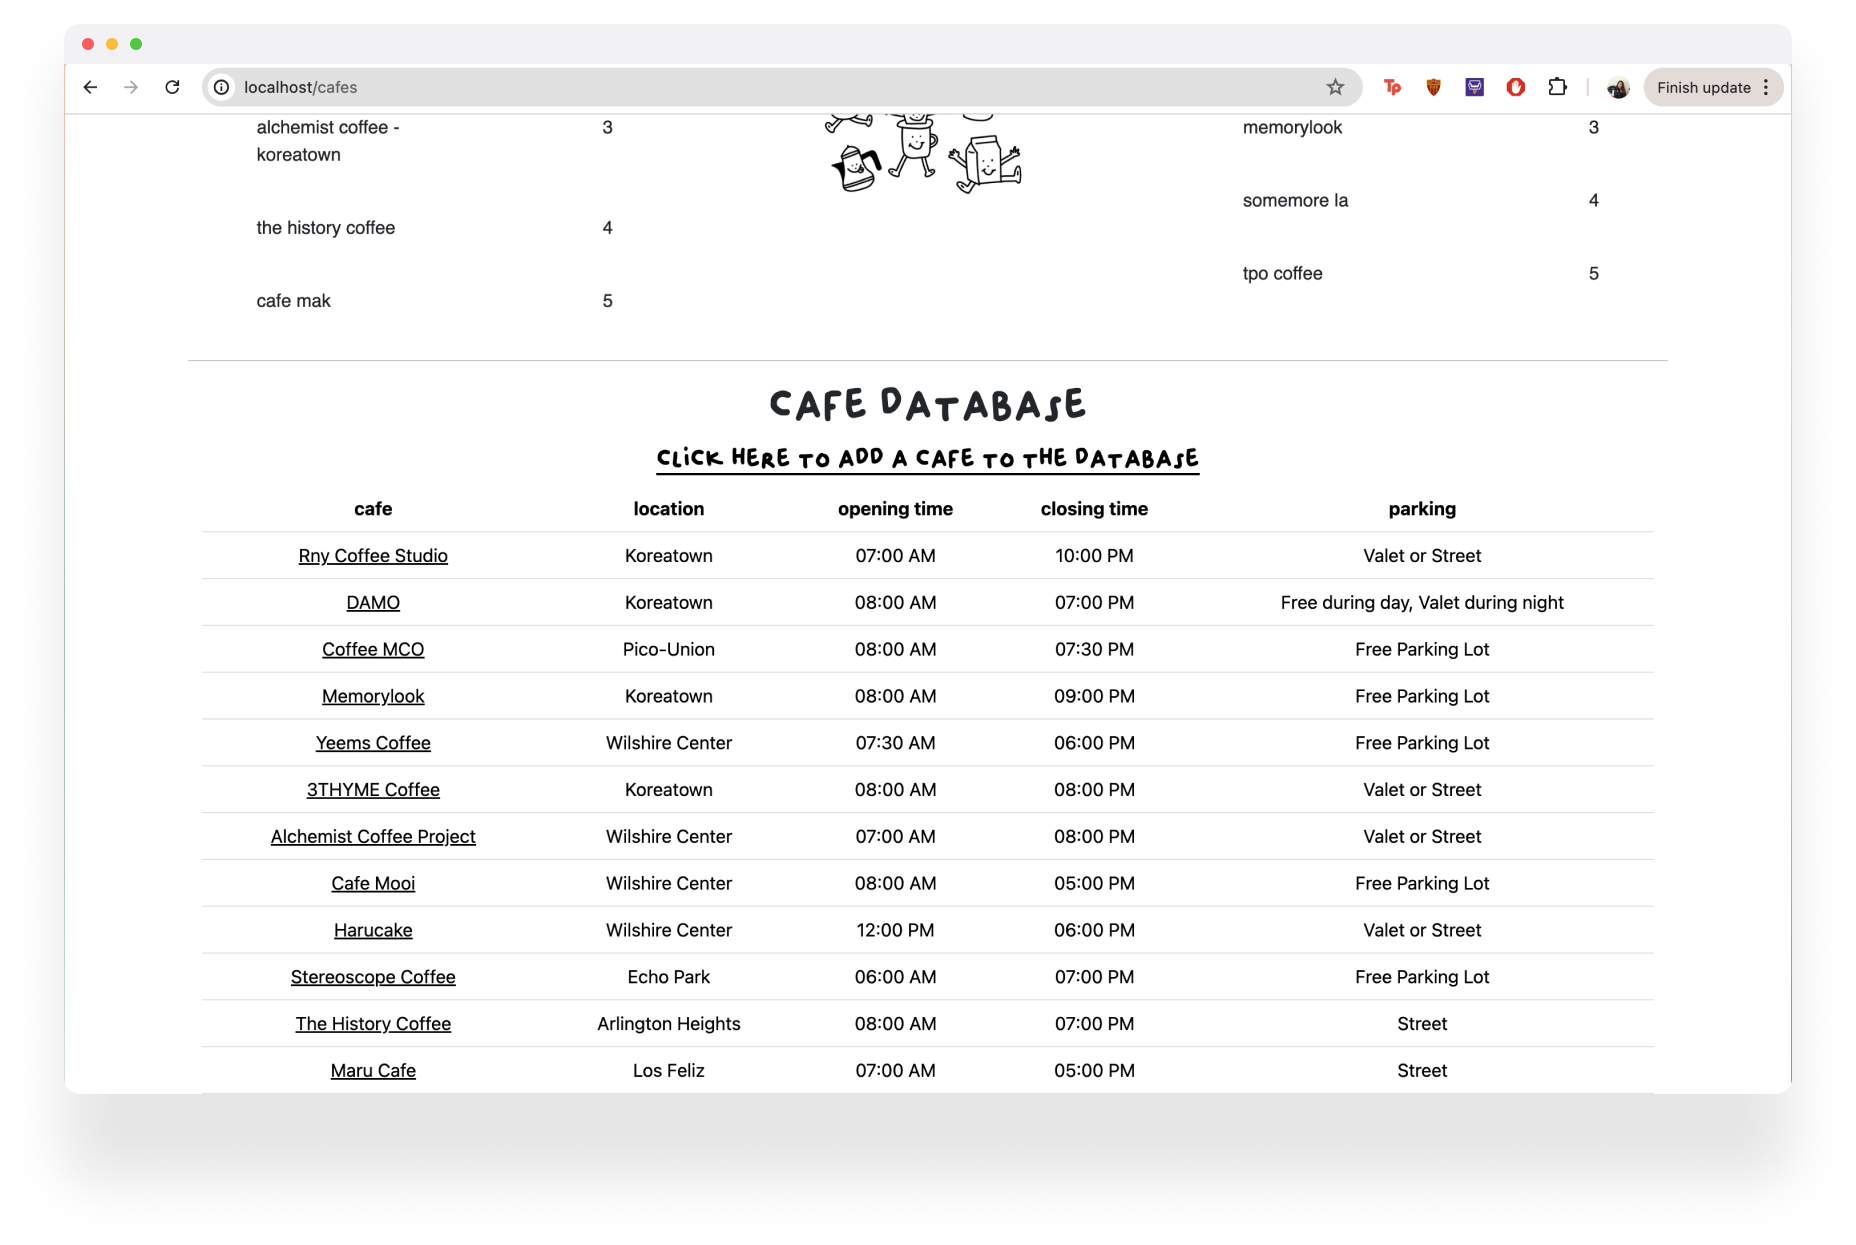 localhost/cafes
Tp
Finish update
alchemist coffee - 3 memorylook 3
koreatown
somemore la 4
the history coffee 4
tpo coffee 5
cafe mak 5
CAFE DATABASE
CLiCK HERE TO ADD A CAFE TO THE DATABASE
cafe location opening time closing time parking
Rny Coffee Studio Koreatown 07:00 AM 10:00 PM Valet or Street
DAMO Koreatown 08:00 AM 07:00 PM Free during day, Valet during night
Coffee MCO Pico-Union 08:00 AM 07:30 PM Free Parking Lot
Memorylook Koreatown 08:00 AM 09:00 PM Free Parking Lot
Yeems Coffee Wilshire Center 07:30 AM 06:00 PM Free Parking Lot
3THYME Coffee Koreatown 08:00 AM 08:00 PM Valet or Street
Alchemist Coffee Project Wilshire Center 07:00 AM 08:00 PM Valet or Street
Cafe Mooi Wilshire Center 08:00 AM 05:00 PM Free Parking Lot
Harucake Wilshire Center 12:00 PM 06:00 PM Valet or Street
Stereoscope Coffee Echo Park 06:00 AM 07:00 PM Free Parking Lot
The History Coffee Arlington Heights 08:00 AM 07:00 PM Street
Maru Cafe Los Feliz 07:00 AM 05:00 PM Street